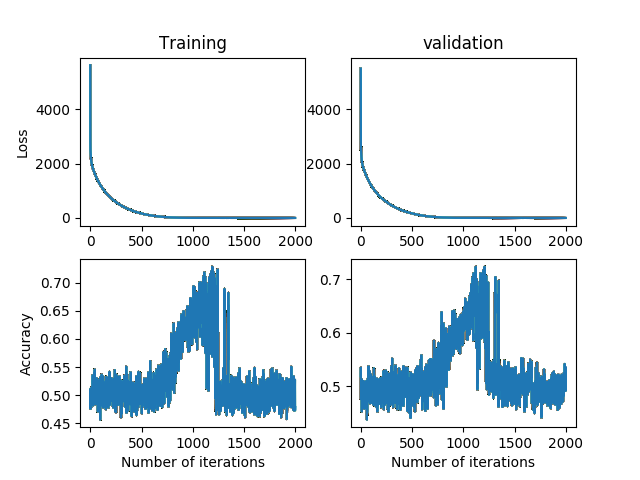 Training
validation
Loss
4000
2000
0
4000
2000
0
0 500 1000 1500 2000
0 500 1000 1500 2000
Accuracy
0.70
0.65
0.60
0.55
0.50
0.45
0.7
0.6
0.5
0 500 1000 1500 2000
0 500 1000 1500 2000
Number of iterations
Number of iterations